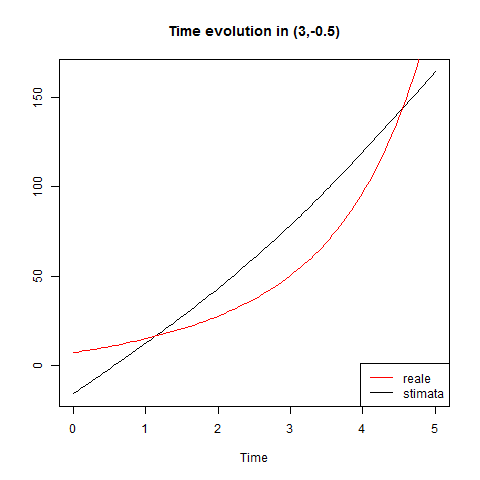 Time evolution in (3,-0.5)
150
100
50
0
0 1 2 3 4 5
Time
reale
stimata